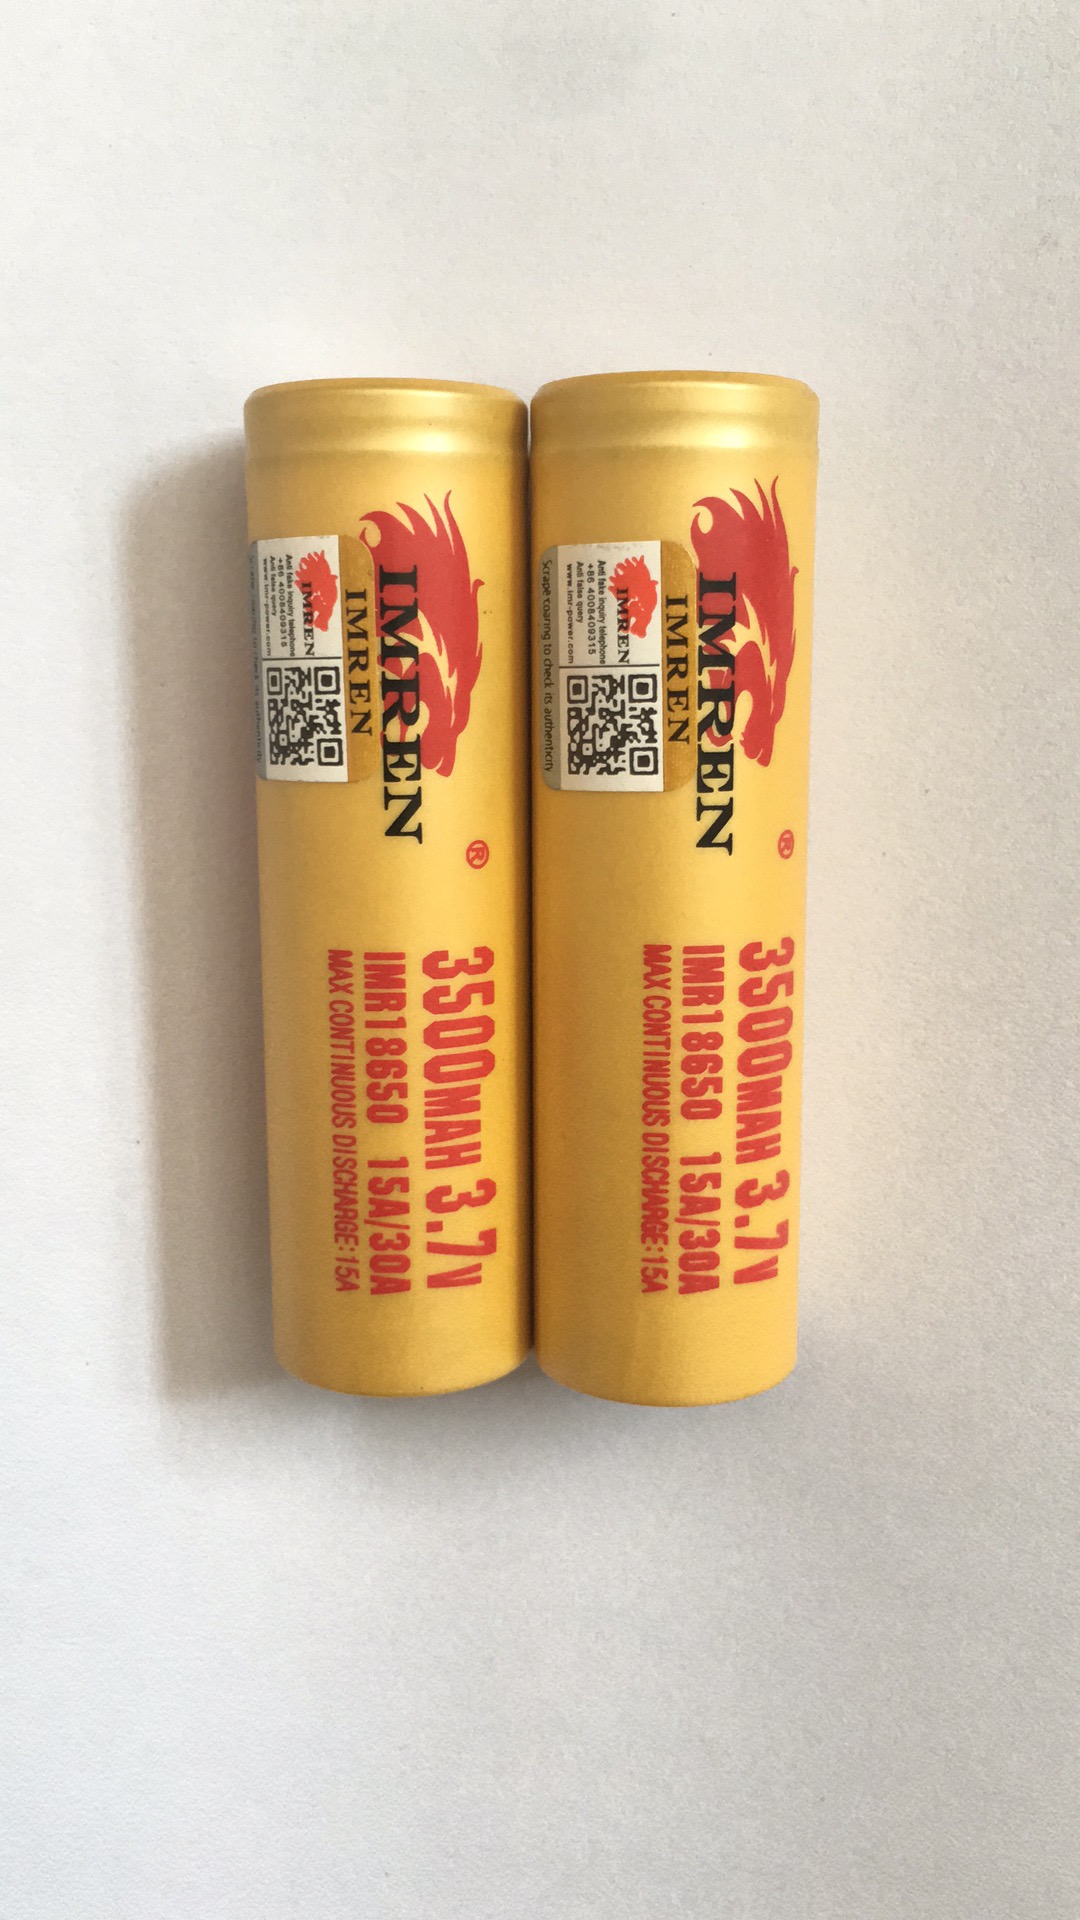 IMREN
®
3500MAH 3.7V
IMR18650 15A/30A
MAX CONTINUOUS DISCHARGE:15A
IMREN
IMREN
Anti fake inquiry telephone
+86 4008409315
Anti false query
www.imr-power.com
IMREN
®
3500MAH 3.7V
IMR18650 15A/30A
MAX CONTINUOUS DISCHARGE:15A
IMREN
IMREN
Anti fake inquiry telephone
+86 4008409315
Anti false query
www.imr-power.com
Scrape coaring to check its authenticity